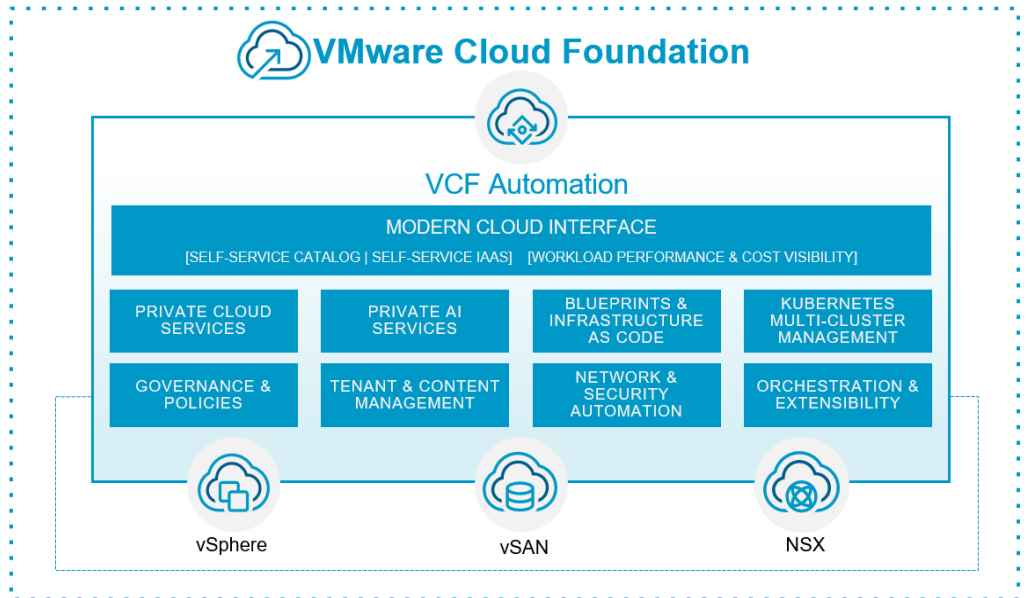 VMware Cloud Foundation
VCF Automation
MODERN CLOUD INTERFACE
[SELF-SERVICE CATALOG | SELF-SERVICE IAAS] [WORKLOAD PERFORMANCE & COST VISIBILITY]
PRIVATE CLOUD
SERVICES
PRIVATE AI
SERVICES
BLUEPRINTS &
INFRASTRUCTURE
AS CODE
KUBERNETES
MULTI-CLUSTER
MANAGEMENT
GOVERNANCE &
POLICIES
TENANT & CONTENT
MANAGEMENT
NETWORK &
SECURITY
AUTOMATION
ORCHESTRATION &
EXTENSIBILITY
vSphere
vSAN
NSX